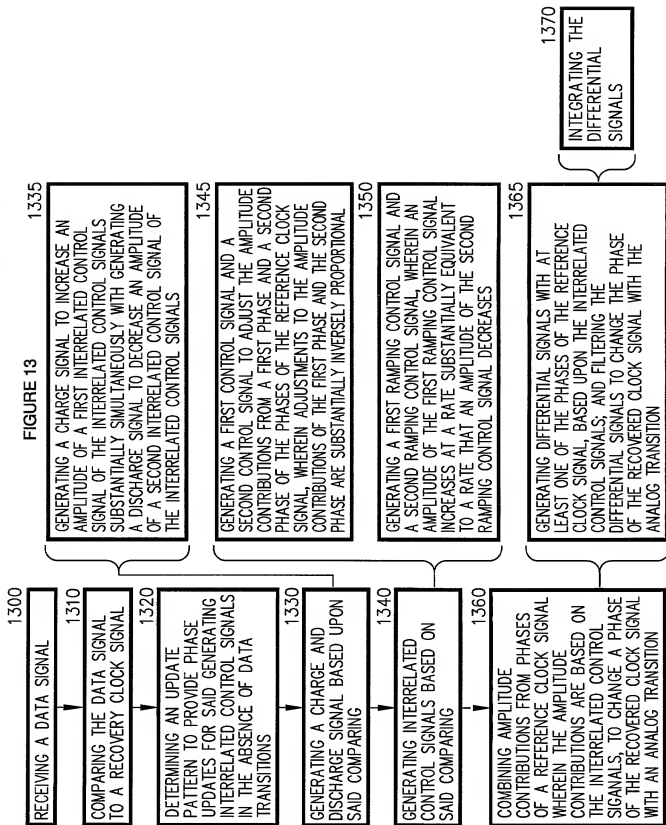 FIGURE 13
1300
RECEIVING A DATA SIGNAL
1310
COMPARING THE DATA SIGNAL
TO A RECOVERY CLOCK SIGNAL
1320
DETERMINING AN UPDATE
PATTERN TO PROVIDE PHASE
UPDATES FOR SAID GENERATING
INTERRELATED CONTROL SIGNALS
IN THE ABSENCE OF DATA
TRANSITIONS
1330
GENERATING A CHARGE AND
DISCHARGE SIGNAL BASED UPON
SAID COMPARING
1340
GENERATING INTERRELATED
CONTROL SIGNALS BASED ON
SAID COMPARING
1360
COMBINING AMPLITUDE
CONTRIBUTIONS FROM PHASES
OF A REFERENCE CLOCK SIGNAL
WHEREIN THE AMPLITUDE
CONTRIBUTIONS ARE BASED ON
THE INTERRELATED CONTROL
SIGANALS, TO CHANGE A PHASE
OF THE RECOVERED CLOCK SIGNAL
WITH AN ANALOG TRANSITION
1335
GENERATING A CHARGE SIGNAL TO INCREASE AN
AMPLITUDE OF A FIRST INTERRELATED CONTROL
SIGNAL OF THE INTERRELATED CONTROL SIGNALS
SUBSTANTIALLY SIMULTANEOUSLY WITH GENERATING
A DISCHARGE SIGNAL TO DECREASE AN AMPLITUDE
OF A SECOND INTERRELATED CONTROL SIGNAL OF
THE INTERRELATED CONTROL SIGNALS
1345
GENERATING A FIRST CONTROL SIGNAL AND A
SECOND CONTROL SIGNAL TO ADJUST THE AMPLITUDE
CONTRIBUTIONS FROM A FIRST PHASE AND A SECOND
PHASE OF THE PHASES OF THE REFERENCE CLOCK
SIGNAL, WHEREIN ADJUSTMENTS TO THE AMPLITUDE
CONTRIBUTIONS OF THE FIRST PHASE AND THE SECOND
PHASE ARE SUBSTANTIALLY INVERSELY PROPORTIONAL
1350
GENERATING A FIRST RAMPING CONTROL SIGNAL AND
A SECOND RAMPING CONTROL SIGNAL, WHEREIN AN
AMPLITUDE OF THE FIRST RAMPING CONTROL SIGNAL
INCREASES AT A RATE SUBSTANTIALLY EQUIVALENT
TO A RATE THAT AN AMPLITUDE OF THE SECOND
RAMPING CONTROL SIGNAL DECREASES
1365
GENERATING DIFFERENTIAL SIGNALS WITH AT
LEAST ONE OF THE PHASES OF THE REFERENCE
CLOCK SIGNAL, BASED UPON THE INTERRELATED
CONTROL SIGNALS; AND FILTERING THE
DIFFERENTIAL SIGNALS TO CHANGE THE PHASE
OF THE RECOVERED CLOCK SIGNAL WITH THE
ANALOG TRANSITION
1370
INTEGRATING THE
DIFFERENTIAL
SIGNALS